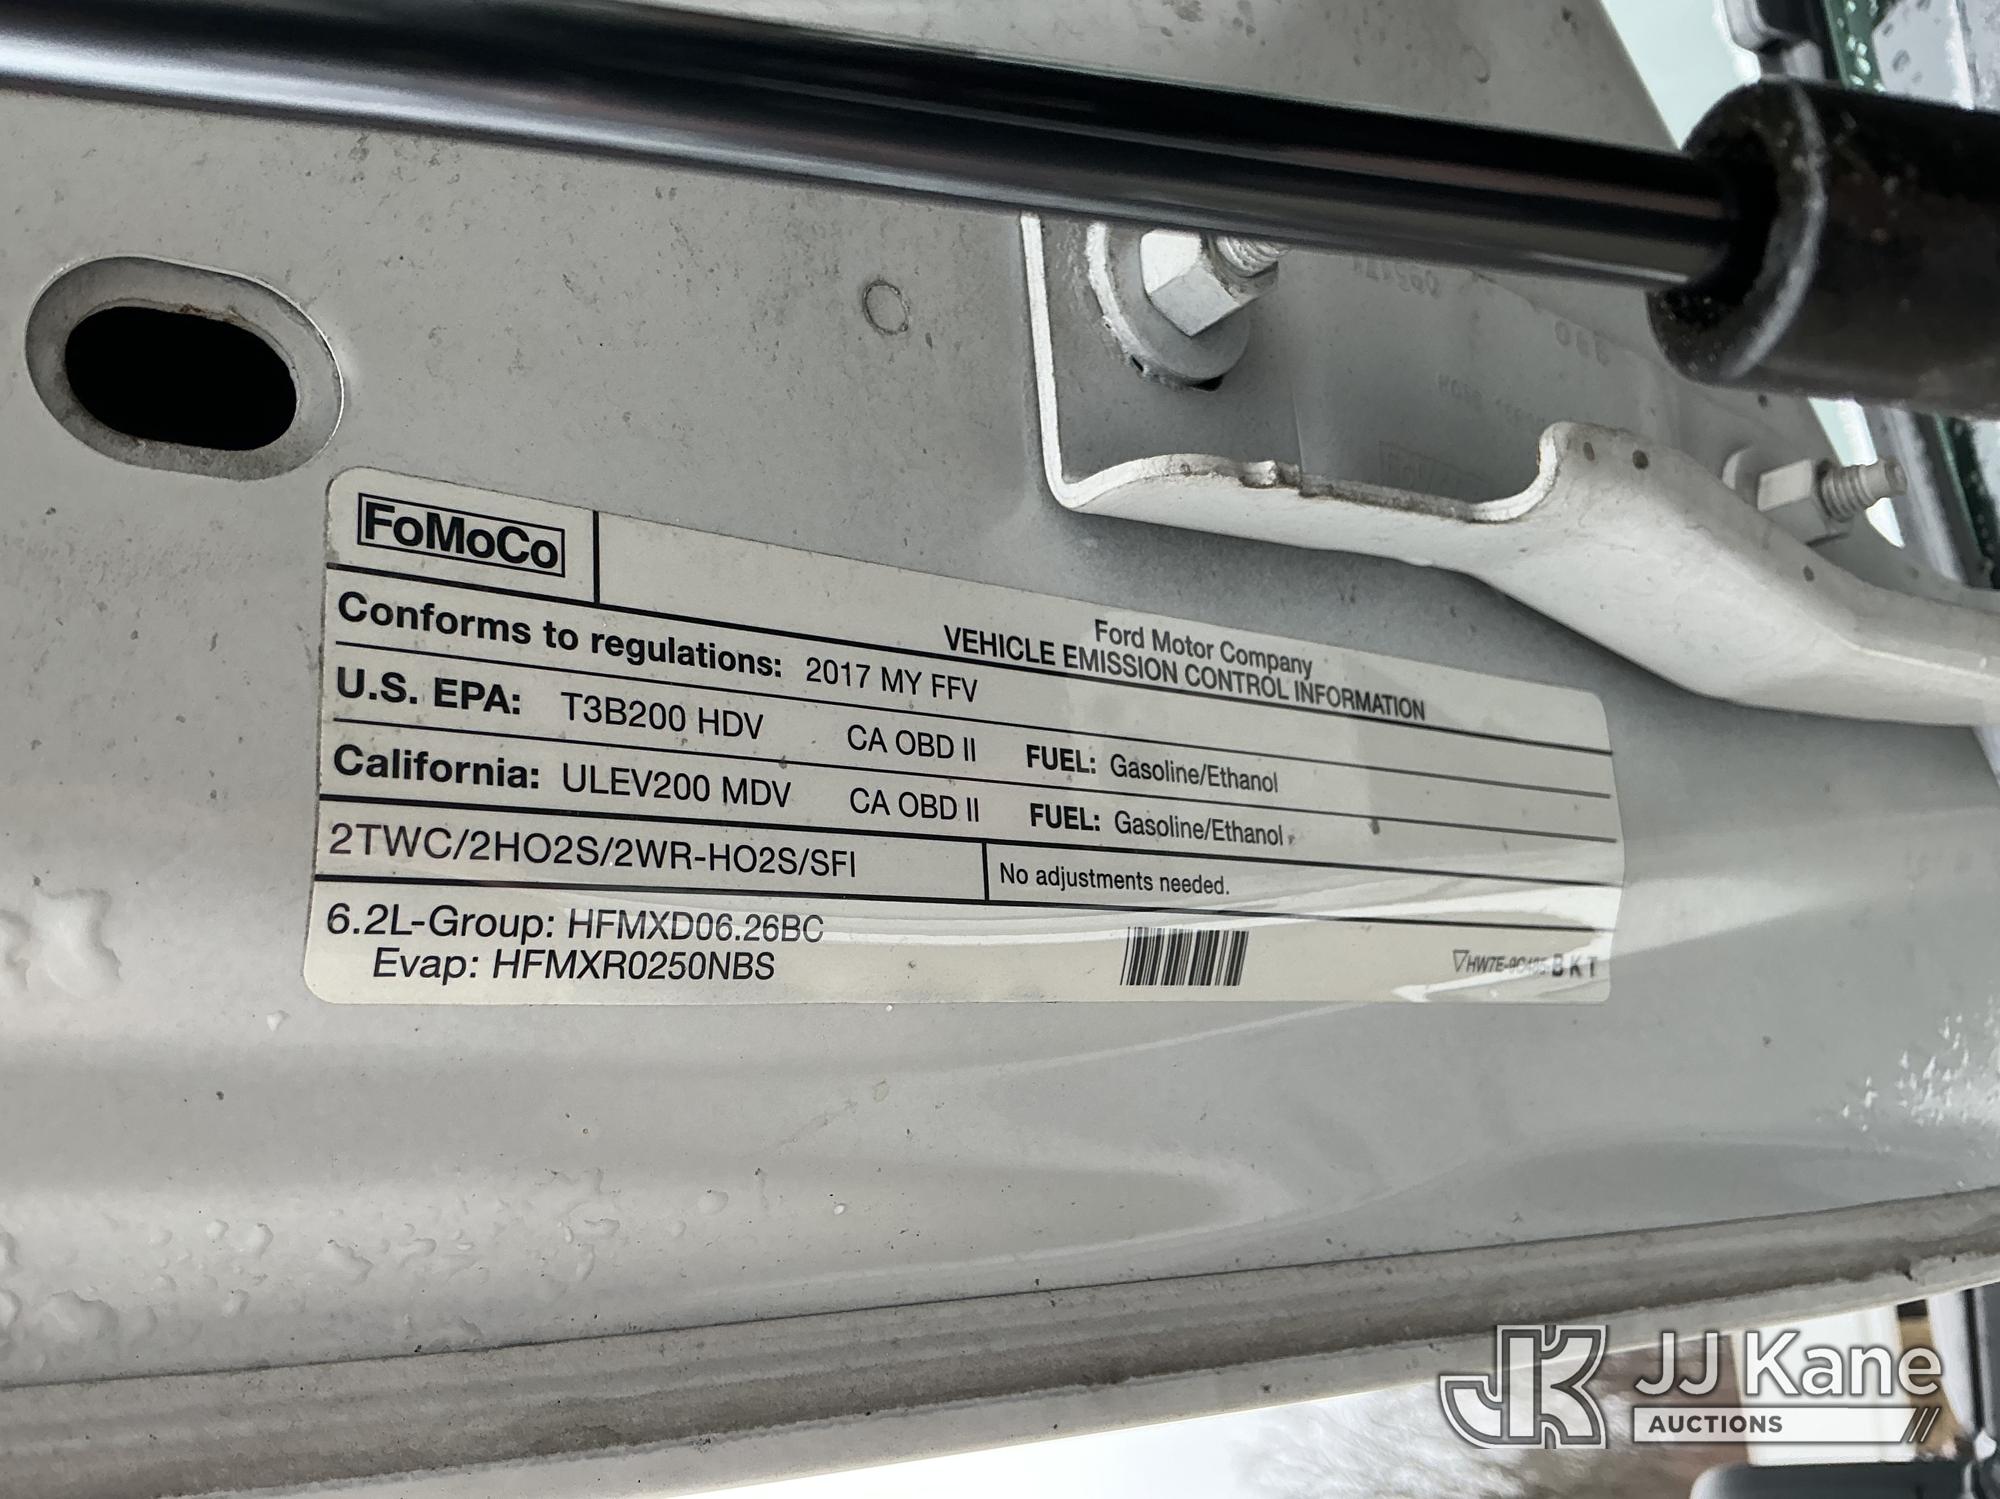 FoMoCo
Ford Motor Company
VEHICLE EMISSION CONTROL INFORMATION
Conforms to regulations: 2017 MY FFV
U.S. EPA: T3B200 HDV CA OBD II FUEL: Gasoline/Ethanol
California: ULEV200 MDV CA OBD II FUEL: Gasoline/Ethanol
2TWC/2HO2S/2WR-HO2S/SFI No adjustments needed.
6.2L-Group: HFMXD06.26BC
Evap: HFMXR0250NBS
BKT
JJ Kane
AUCTIONS